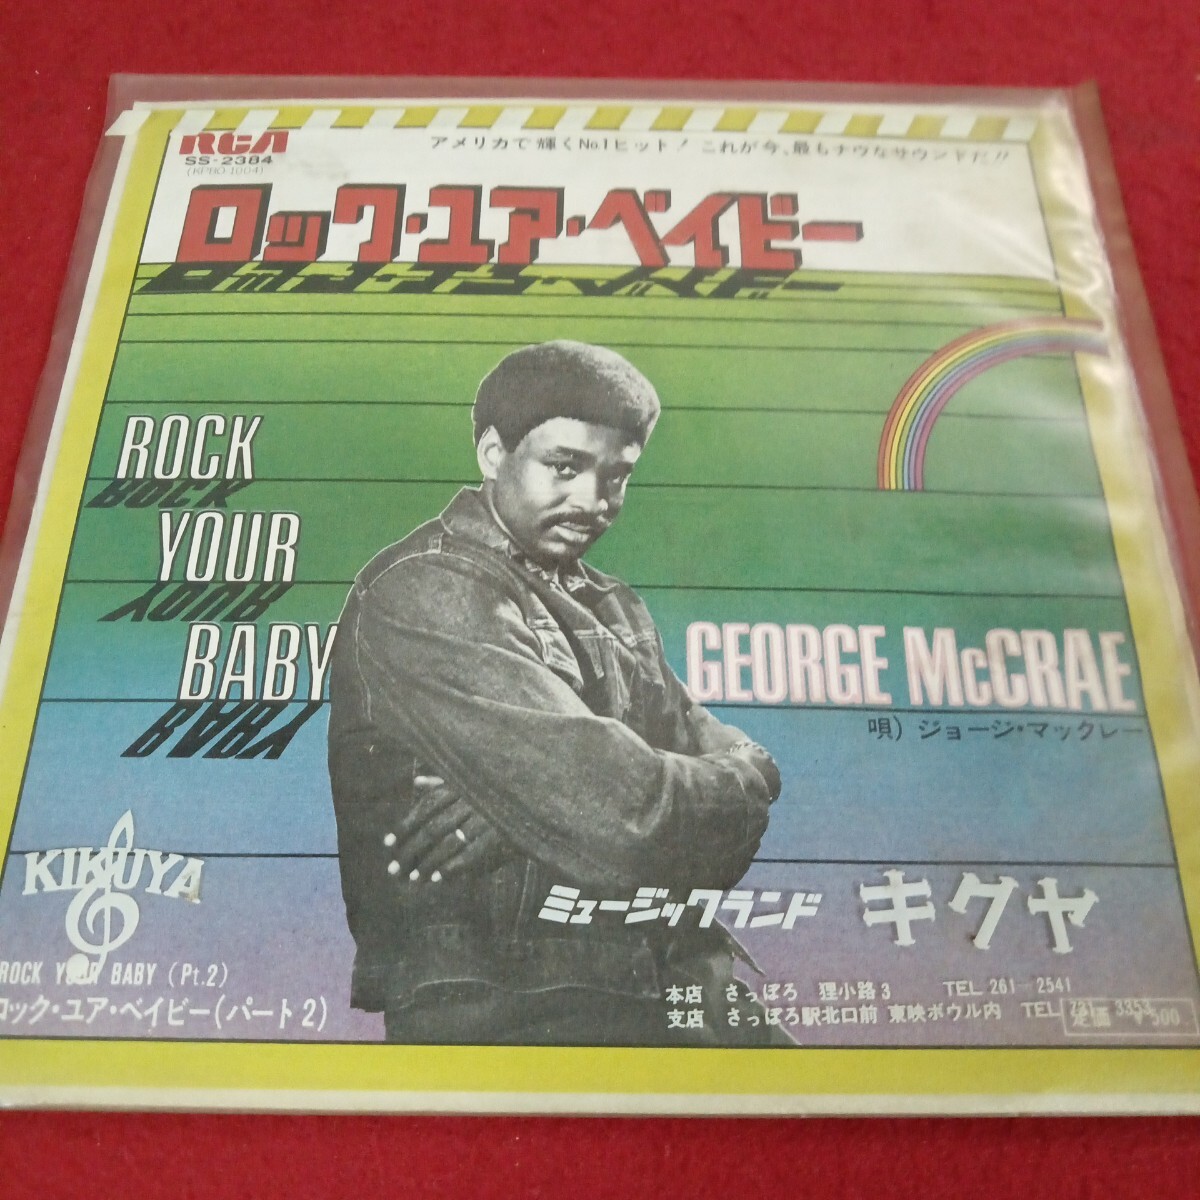 RCA
SS-2384
(KPBO-1004)
アメリカで輝くNo.1ヒット! これが今、最もナウなサウンドだ!!
ロック・ユア・ベイビー
ROCK
YOUR
BABY
GEORGE McCRAE
唄) ジョージ・マックレー
KIKUYA
ミュージックランド キクヤ
ROCK YOUR BABY (Pt.2)
ロック・ユア・ベイビー(パート2)
本店 さっぽろ 狸小路3 TEL 261-2541
支店 さっぽろ駅北口前 東映ボウル内 TEL 3353
定価 ¥500